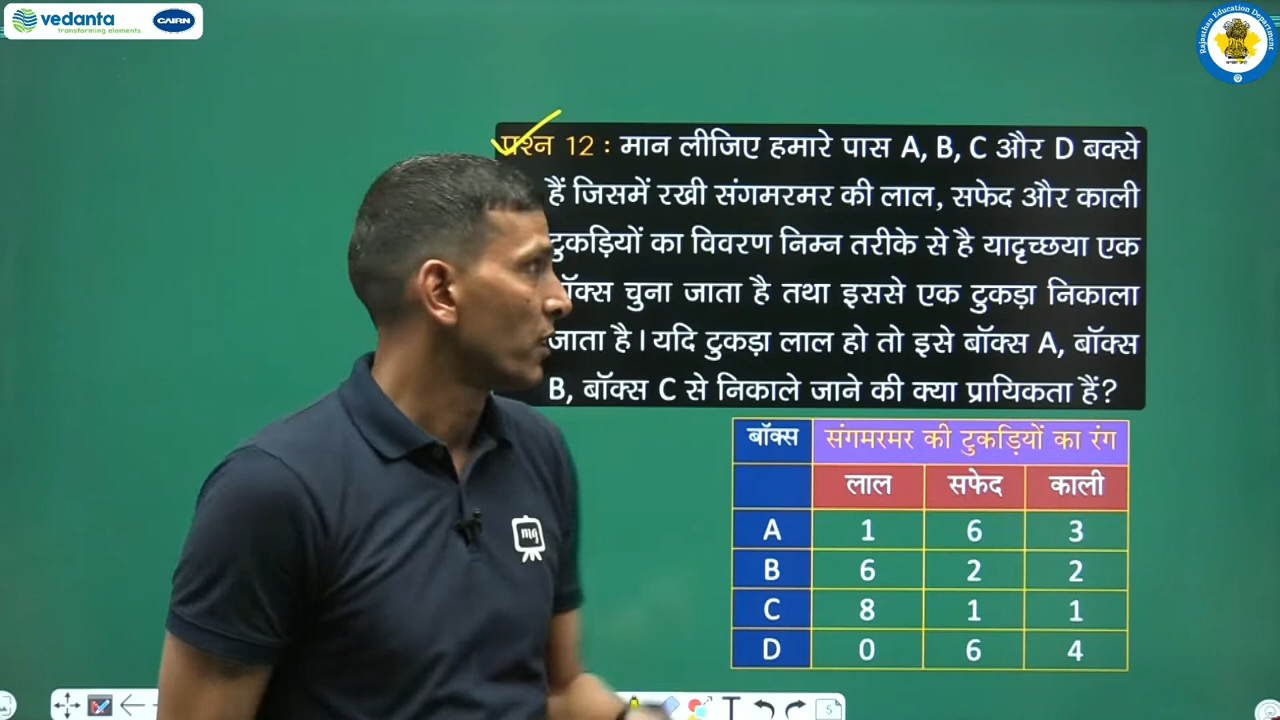 vedanta
transforming elements
CAIRN
Rajasthan Education Department
प्रश्न 12 : मान लीजिए हमारे पास A, B, C और D बक्से
हैं जिसमें रखी संगमरमर की लाल, सफेद और काली
टुकड़ियों का विवरण निम्न तरीके से है यादृच्छया एक
बॉक्स चुना जाता है तथा इससे एक टुकड़ा निकाला
जाता है । यदि टुकड़ा लाल हो तो इसे बॉक्स A, बॉक्स
B, बॉक्स C से निकाले जाने की क्या प्रायिकता हैं?
बॉक्स संगमरमर की टुकड़ियों का रंग
लाल सफेद काली
A 1 6 3
B 6 2 2
C 8 1 1
D 0 6 4
mg
T
5